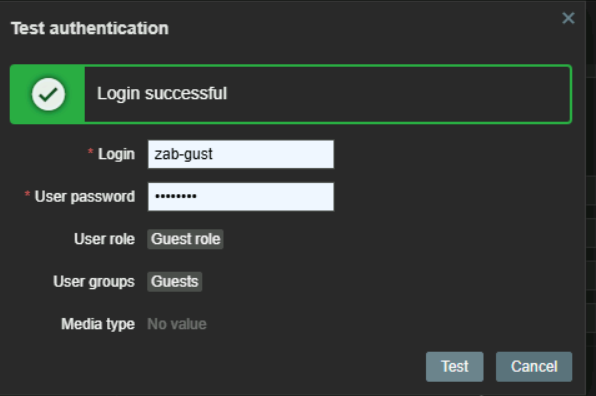 Test authentication
Login successful
* Login zab-gust
* User password ••••••••
User role Guest role
User groups Guests
Media type No value
Test Cancel